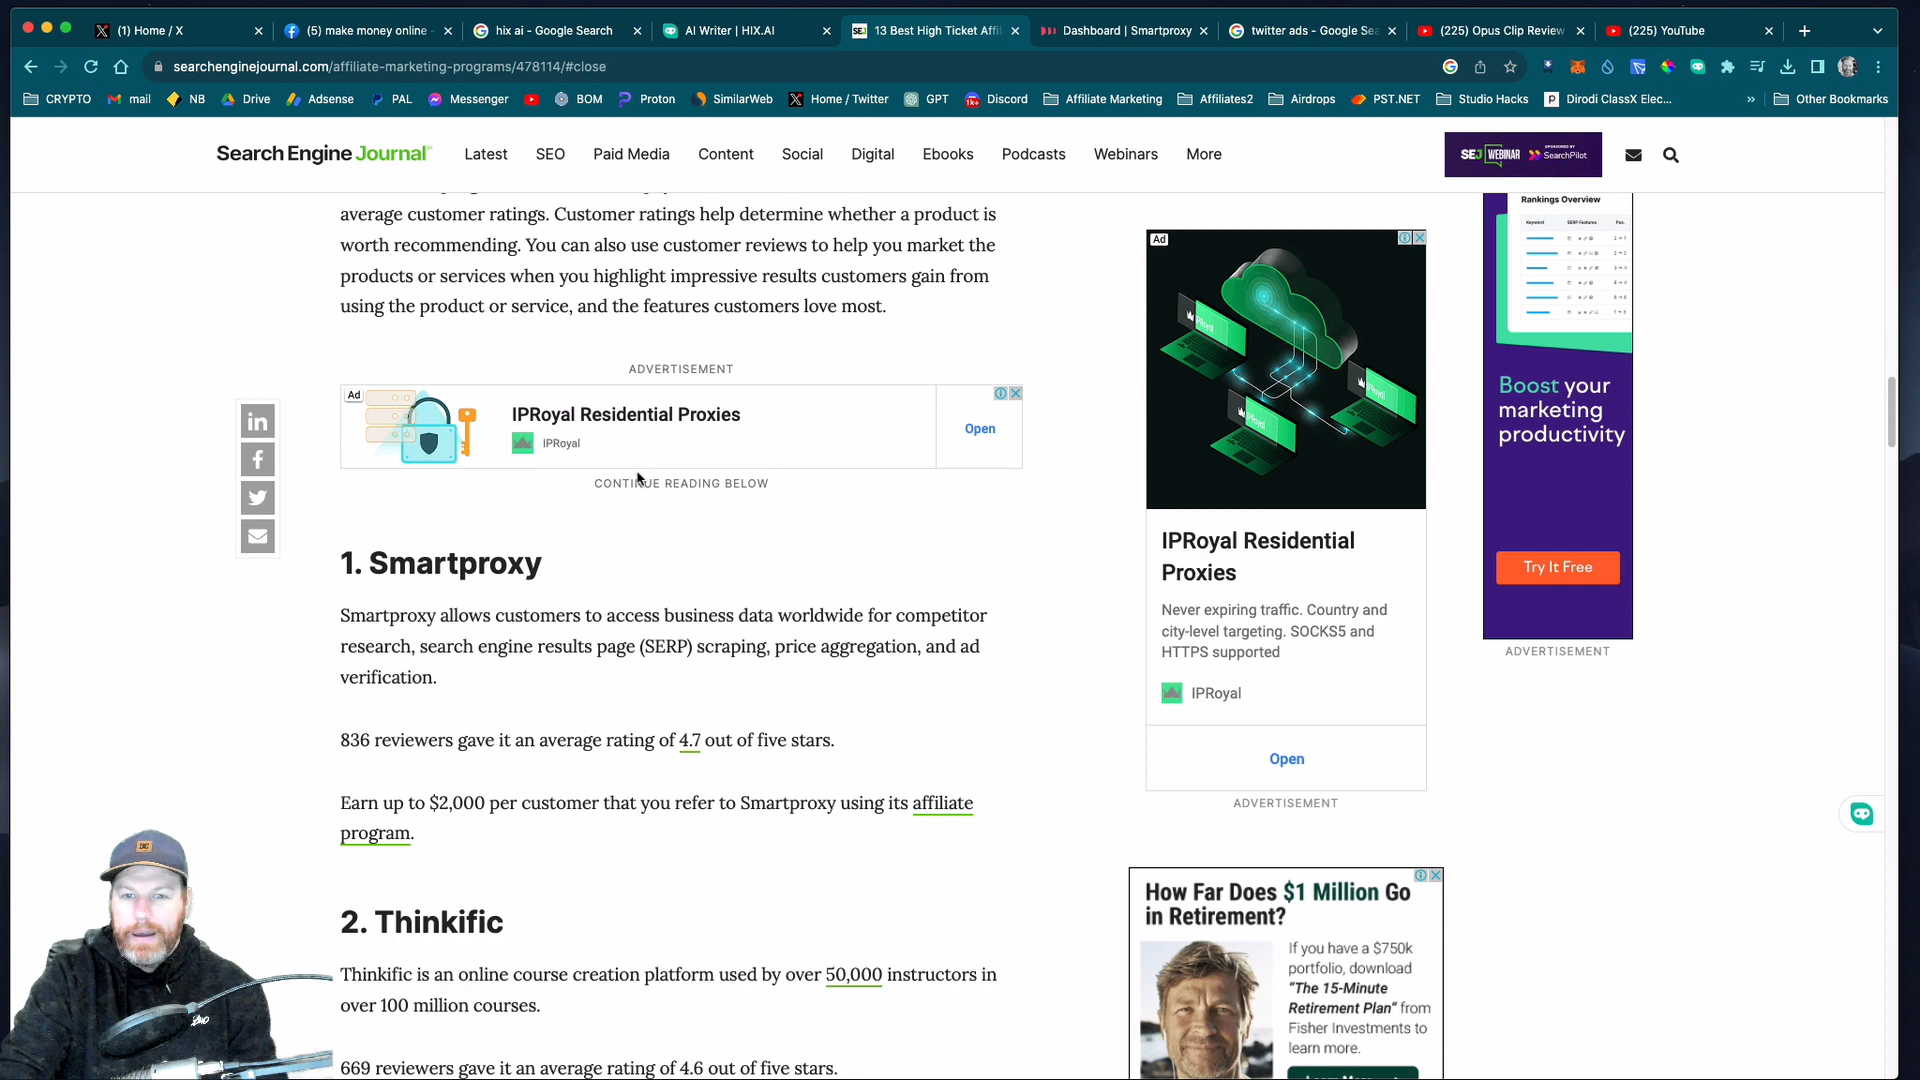 (1) Home / X
(5) make money online -
hix ai - Google Search
AI Writer | HIX.AI
13 Best High Ticket Affil
Dashboard | Smartproxy
twitter ads - Google Sea
(225) Opus Clip Review
(225) YouTube
searchenginejournal.com/affiliate-marketing-programs/478114/#close
CRYPTO
mail
NB
Drive
Adsense
PAL
Messenger
BOM
Proton
SimilarWeb
Home / Twitter
GPT
1k+
Discord
Affiliate Marketing
Affiliates2
Airdrops
PST.NET
Studio Hacks
Dirodi ClassX Elec...
»
Other Bookmarks
Search Engine Journal
Latest
SEO
Paid Media
Content
Social
Digital
Ebooks
Podcasts
Webinars
More
SEJ WEBINAR
SPONSORED BY
SearchPilot
average customer ratings. Customer ratings help determine whether a product is
worth recommending. You can also use customer reviews to help you market the
products or services when you highlight impressive results customers gain from
using the product or service, and the features customers love most.
ADVERTISEMENT
Ad
IPRoyal Residential Proxies
IPRoyal
Open
CONTINUE READING BELOW
1. Smartproxy
Smartproxy allows customers to access business data worldwide for competitor
research, search engine results page (SERP) scraping, price aggregation, and ad
verification.
836 reviewers gave it an average rating of 4.7 out of five stars.
Earn up to $2,000 per customer that you refer to Smartproxy using its affiliate
program.
2. Thinkific
Thinkific is an online course creation platform used by over 50,000 instructors in
over 100 million courses.
669 reviewers gave it an average rating of 4.6 out of five stars.
Ad
IPRoyal
IPRoyal
IPRoyal
IPRoyal Residential
Proxies
Never expiring traffic. Country and
city-level targeting. SOCKS5 and
HTTPS supported
IPRoyal
Open
ADVERTISEMENT
How Far Does $1 Million Go
in Retirement?
If you have a $750k
portfolio, download
"The 15-Minute
Retirement Plan" from
Fisher Investments to
learn more.
Rankings Overview
Keyword
SERP Features
Pos.
Boost your
marketing
productivity
Try It Free
ADVERTISEMENT